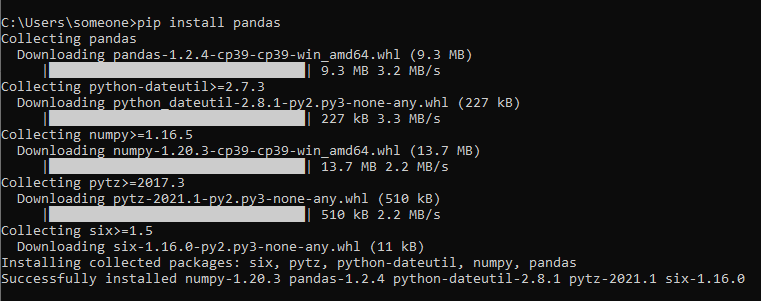 C:\Users\someone>pip install pandas
Collecting pandas
  Downloading pandas-1.2.4-cp39-cp39-win_amd64.whl (9.3 MB)
     |████████████████████████████████| 9.3 MB 3.2 MB/s
Collecting python-dateutil>=2.7.3
  Downloading python_dateutil-2.8.1-py2.py3-none-any.whl (227 kB)
     |████████████████████████████████| 227 kB 3.3 MB/s
Collecting numpy>=1.16.5
  Downloading numpy-1.20.3-cp39-cp39-win_amd64.whl (13.7 MB)
     |████████████████████████████████| 13.7 MB 2.2 MB/s
Collecting pytz>=2017.3
  Downloading pytz-2021.1-py2.py3-none-any.whl (510 kB)
     |████████████████████████████████| 510 kB 2.2 MB/s
Collecting six>=1.5
  Downloading six-1.16.0-py2.py3-none-any.whl (11 kB)
Installing collected packages: six, pytz, python-dateutil, numpy, pandas
Successfully installed numpy-1.20.3 pandas-1.2.4 python-dateutil-2.8.1 pytz-2021.1 six-1.16.0